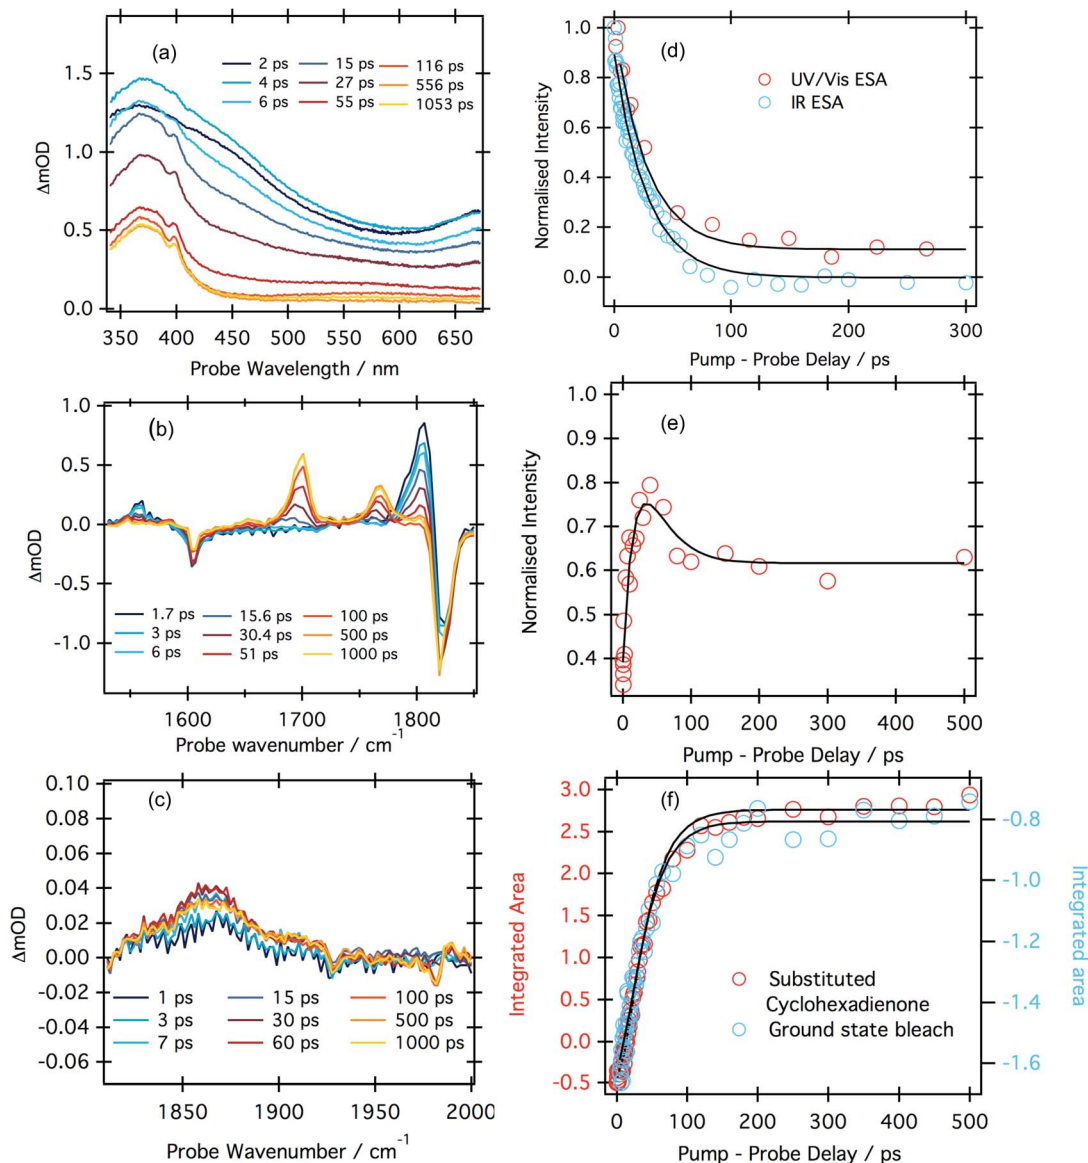 (a)
2 ps
4 ps
6 ps
15 ps
27 ps
55 ps
116 ps
556 ps
1053 ps
1.5
1.0
0.5
0.0
ΔmOD
350 400 450 500 550 600 650
Probe Wavelength / nm
(d)
UV/Vis ESA
IR ESA
1.0
0.8
0.6
0.4
0.2
0.0
Normalised Intensity
0 100 200 300
Pump - Probe Delay / ps
(b)
1.0
0.5
0.0
-0.5
-1.0
ΔmOD
1.7 ps
3 ps
6 ps
15.6 ps
30.4 ps
51 ps
100 ps
500 ps
1000 ps
1600 1700 1800
Probe wavenumber / cm⁻¹
(e)
1.0
0.9
0.8
0.7
0.6
0.5
0.4
Normalised Intensity
0 100 200 300 400 500
Pump - Probe Delay / ps
(c)
0.10
0.08
0.06
0.04
0.02
0.00
-0.02
-0.04
-0.06
ΔmOD
1 ps
3 ps
7 ps
15 ps
30 ps
60 ps
100 ps
500 ps
1000 ps
1850 1900 1950 2000
Probe Wavenumber / cm⁻¹
(f)
3.0
2.5
2.0
1.5
1.0
0.5
0.0
-0.5
Integrated Area
-0.8
-1.0
-1.2
-1.4
-1.6
Integrated area
Substituted
Cyclohexadienone
Ground state bleach
0 100 200 300 400 500
Pump - Probe Delay / ps